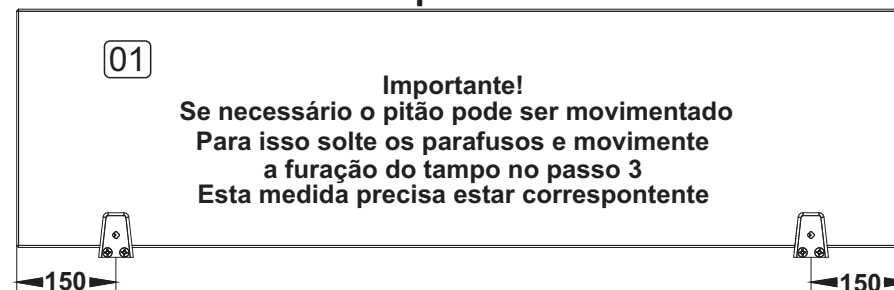 01
Importante!
Se necessário o pitão pode ser movimentado
Para isso solte os parafusos e movimente
a furação do tampo no passo 3
Esta medida precisa estar correspontente
150
150